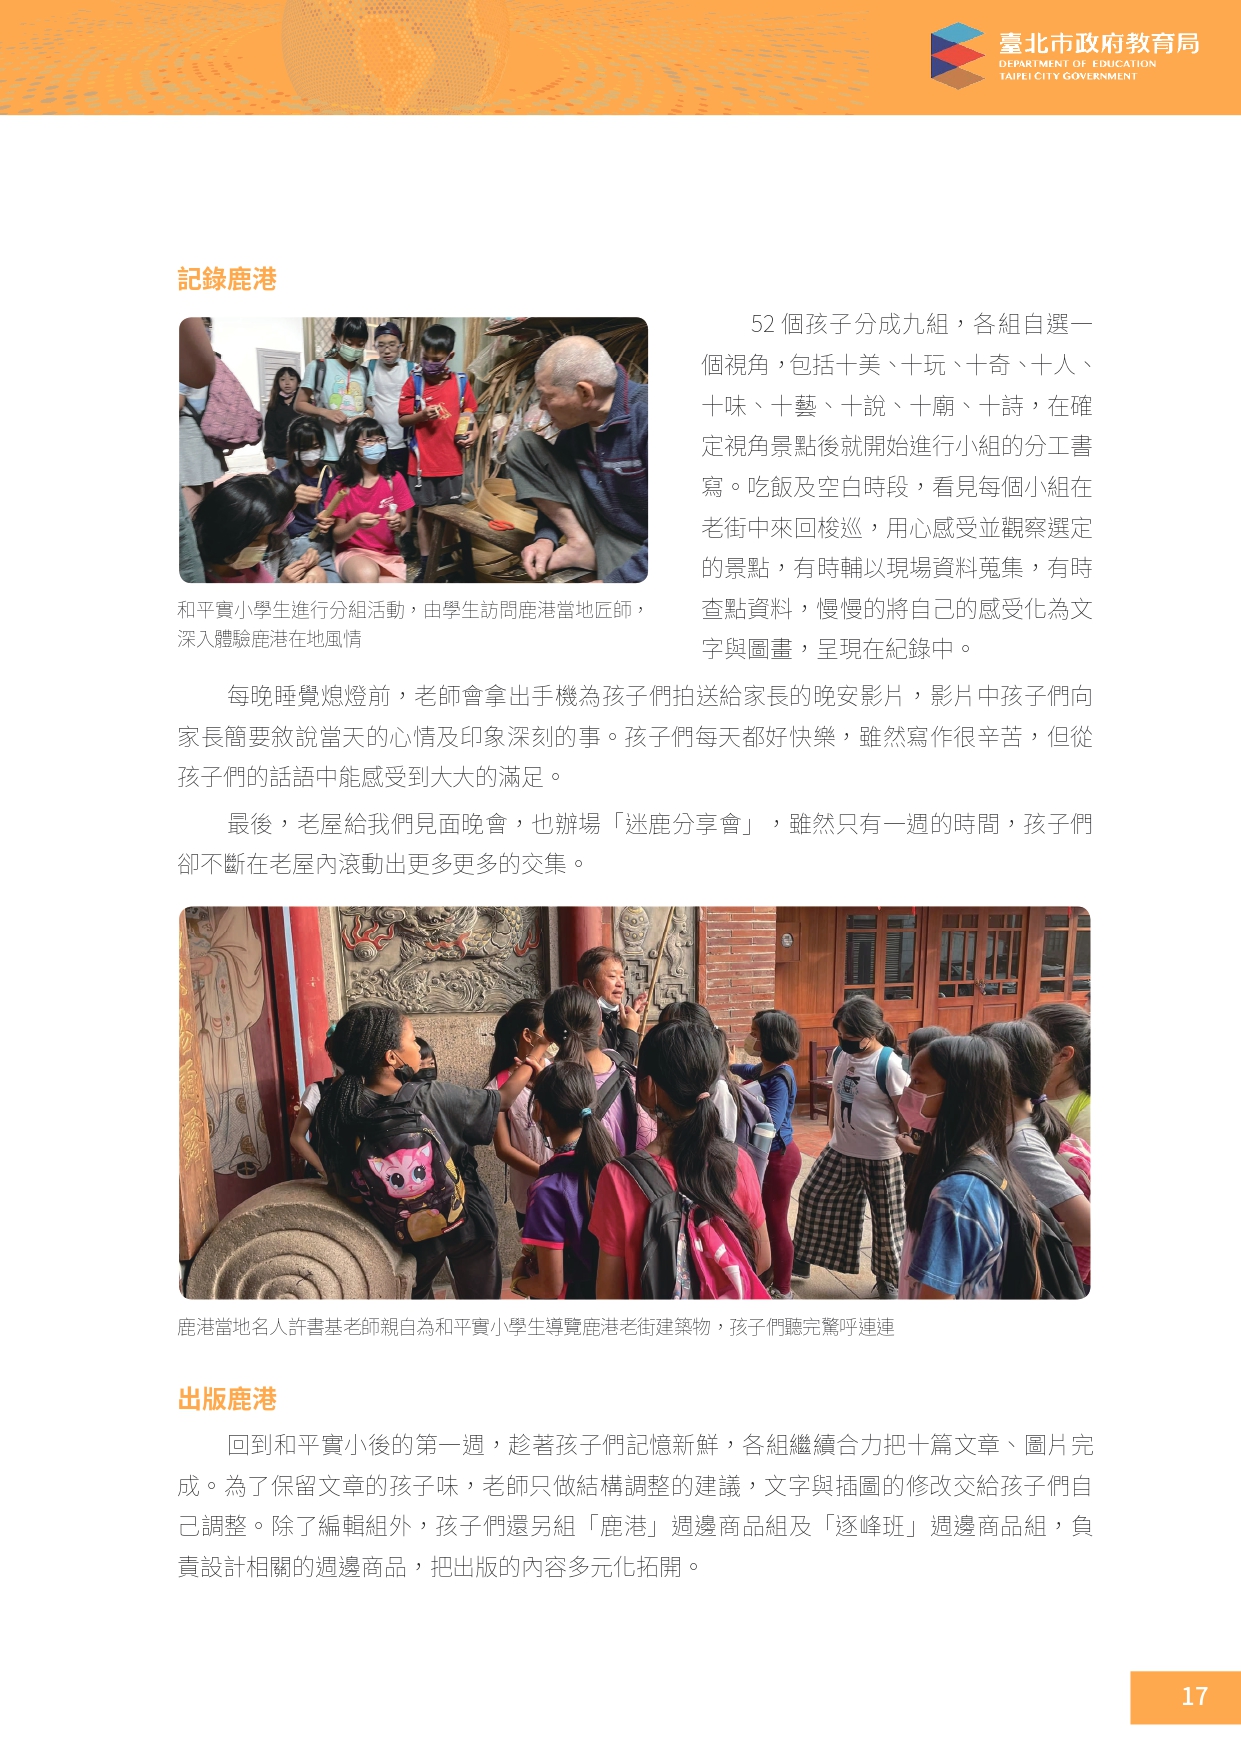 臺北市政府教育局
DEPARTMENT OF EDUCATION
TAIPEI CITY GOVERNMENT
記錄鹿港
52 個孩子分成九組，各組自選一
個視角，包括十美、十玩、十奇、十人、
十味、十藝、十說、十廟、十詩，在確
定視角景點後就開始進行小組的分工書
寫。吃飯及空白時段，看見每個小組在
老街中來回梭巡，用心感受並觀察選定
的景點，有時輔以現場資料蒐集，有時
查點資料，慢慢的將自己的感受化為文
字與圖畫，呈現在紀錄中。
和平實小學生進行分組活動，由學生訪問鹿港當地匠師，
深入體驗鹿港在地風情
每晚睡覺熄燈前，老師會拿出手機為孩子們拍送給家長的晚安影片，影片中孩子們向
家長簡要敘說當天的心情及印象深刻的事。孩子們每天都好快樂，雖然寫作很辛苦，但從
孩子們的話語中能感受到大大的滿足。
最後，老屋給我們見面晚會，也辦場「迷鹿分享會」，雖然只有一週的時間，孩子們
卻不斷在老屋內滾動出更多更多的交集。
鹿港當地名人許書基老師親自為和平實小學生導覽鹿港老街建築物，孩子們聽完驚呼連連
出版鹿港
回到和平實小後的第一週，趁著孩子們記憶新鮮，各組繼續合力把十篇文章、圖片完
成。為了保留文章的孩子味，老師只做結構調整的建議，文字與插圖的修改交給孩子們自
己調整。除了編輯組外，孩子們還另組「鹿港」週邊商品組及「逐峰班」週邊商品組，負
責設計相關的週邊商品，把出版的內容多元化拓開。
17